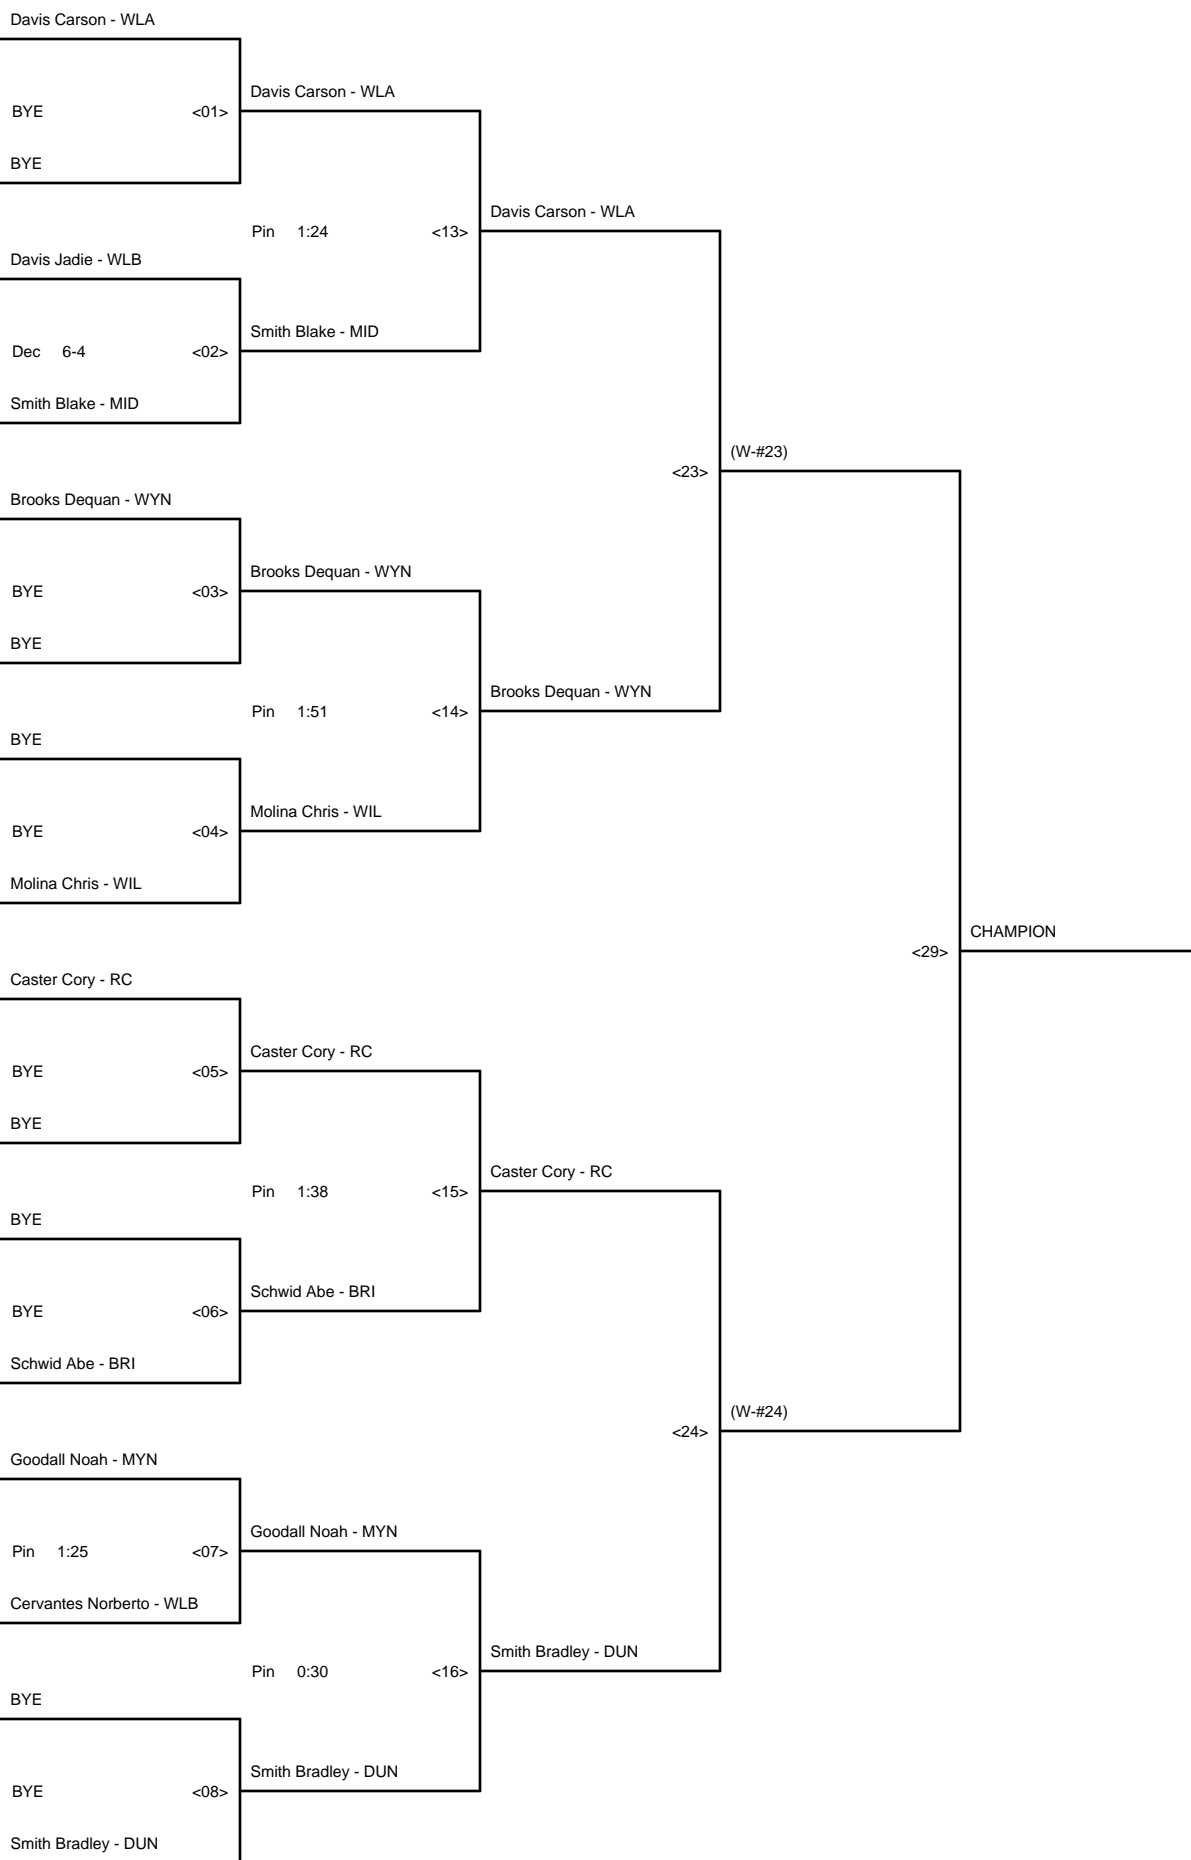 Davis Carson - WLA
Davis Carson - WLA
BYE <01>
BYE
Davis Carson - WLA
Pin 1:24 <13>
Davis Jadie - WLB
Smith Blake - MID
Dec 6-4 <02>
Smith Blake - MID
(W-#23)
<23>
Brooks Dequan - WYN
Brooks Dequan - WYN
BYE <03>
BYE
Brooks Dequan - WYN
Pin 1:51 <14>
BYE
Molina Chris - WIL
BYE <04>
Molina Chris - WIL
CHAMPION
<29>
Caster Cory - RC
Caster Cory - RC
BYE <05>
BYE
Caster Cory - RC
Pin 1:38 <15>
BYE
Schwid Abe - BRI
BYE <06>
Schwid Abe - BRI
(W-#24)
<24>
Goodall Noah - MYN
Goodall Noah - MYN
Pin 1:25 <07>
Cervantes Norberto - WLB
Smith Bradley - DUN
Pin 0:30 <16>
BYE
Smith Bradley - DUN
BYE <08>
Smith Bradley - DUN